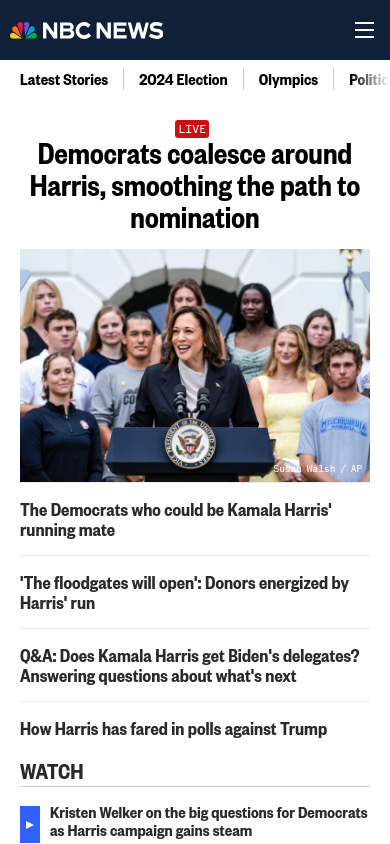 NBC NEWS
Latest Stories 2024 Election Olympics Politic
LIVE
Democrats coalesce around
Harris, smoothing the path to
nomination
MISERICORDIA
Susan Walsh / AP
The Democrats who could be Kamala Harris'
running mate
'The floodgates will open': Donors energized by
Harris' run
Q&A: Does Kamala Harris get Biden's delegates?
Answering questions about what's next
How Harris has fared in polls against Trump
WATCH
Kristen Welker on the big questions for Democrats
as Harris campaign gains steam